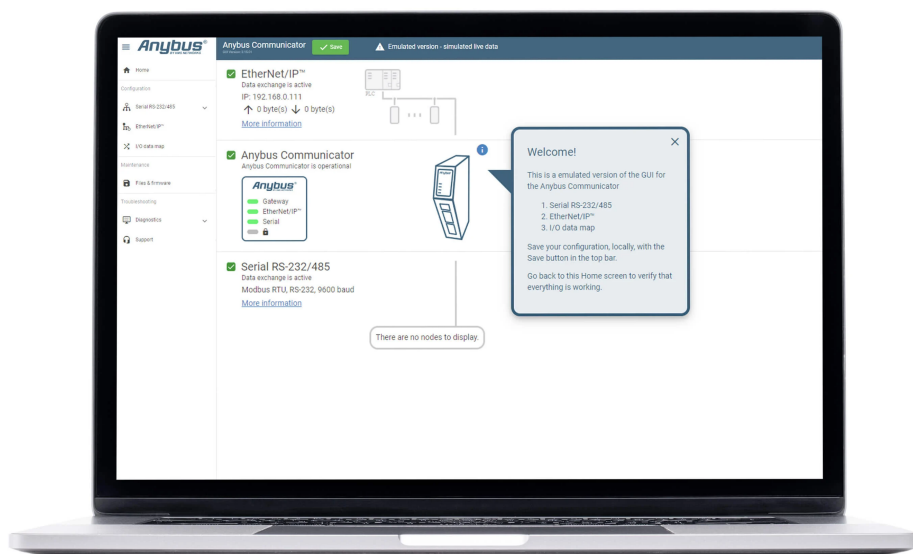 Anybus®
BY HMS NETWORKS
Anybus Communicator
Save
Emulated version - simulated live data
Home
Configuration
Serial RS-232/485
EtherNet/IP™
I/O data map
Maintenance
Files & firmware
Troubleshooting
Diagnostics
Support
EtherNet/IP™
Data exchange is active
IP: 192.168.0.111
0 byte(s) 0 byte(s)
More information
PLC
Anybus Communicator
Anybus Communicator is operational
Anybus®
Gateway
EtherNet/IP™
Serial
Anybus
Serial RS-232/485
Data exchange is active
Modbus RTU, RS-232, 9600 baud
More information
There are no nodes to display.
Welcome!
This is a emulated version of the GUI for
the Anybus Communicator
1. Serial RS-232/485
2. EtherNet/IP™
3. I/O data map
Save your configuration, locally, with the
Save button in the top bar.
Go back to this Home screen to verify that
everything is working.